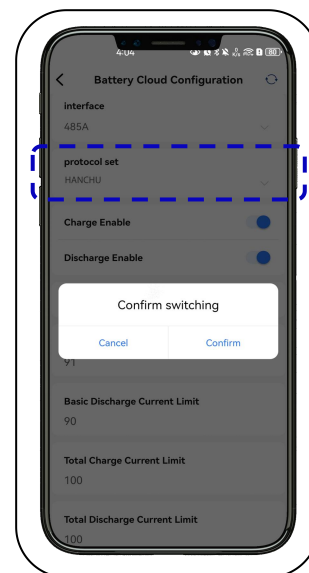 4:04
80
Battery Cloud Configuration
interface
485A
protocol set
HANCHU
Charge Enable
Discharge Enable
Confirm switching
Cancel Confirm
91
Basic Discharge Current Limit
90
Total Charge Current Limit
100
Total Discharge Current Limit
100